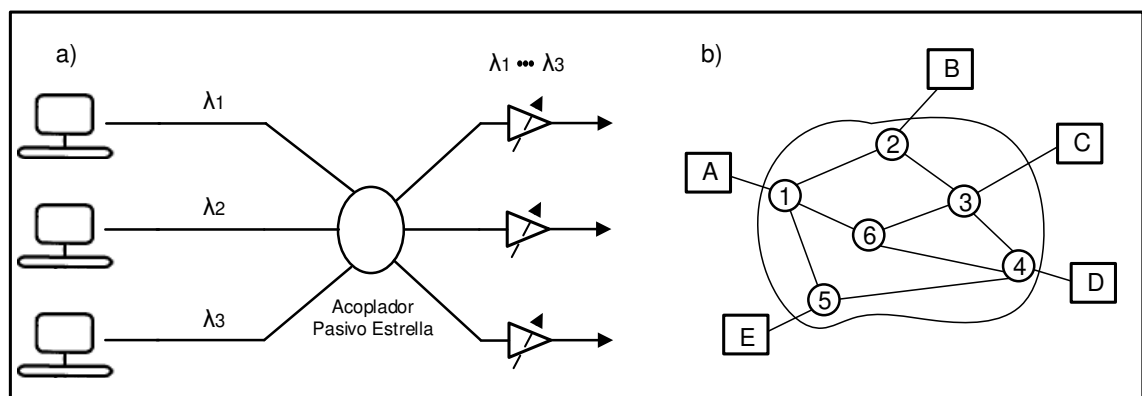 a)
λ1
λ2
λ3
λ1 ••• λ3
Acoplador
Pasivo Estrella
b)
A
B
C
D
E
1
2
3
4
5
6